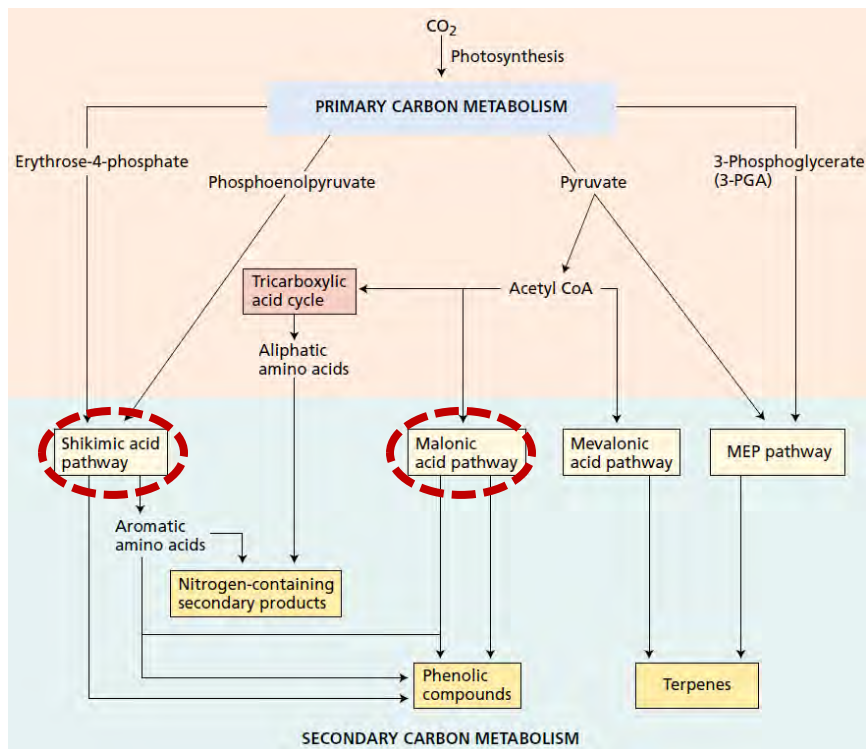 CO2
Photosynthesis
PRIMARY CARBON METABOLISM
Erythrose-4-phosphate
Phosphoenolpyruvate
Pyruvate
3-Phosphoglycerate
(3-PGA)
Tricarboxylic
acid cycle
Acetyl CoA
Aliphatic
amino acids
Shikimic acid
pathway
Malonic
acid pathway
Mevalonic
acid pathway
MEP pathway
Aromatic
amino acids
Nitrogen-containing
secondary products
Phenolic
compounds
Terpenes
SECONDARY CARBON METABOLISM